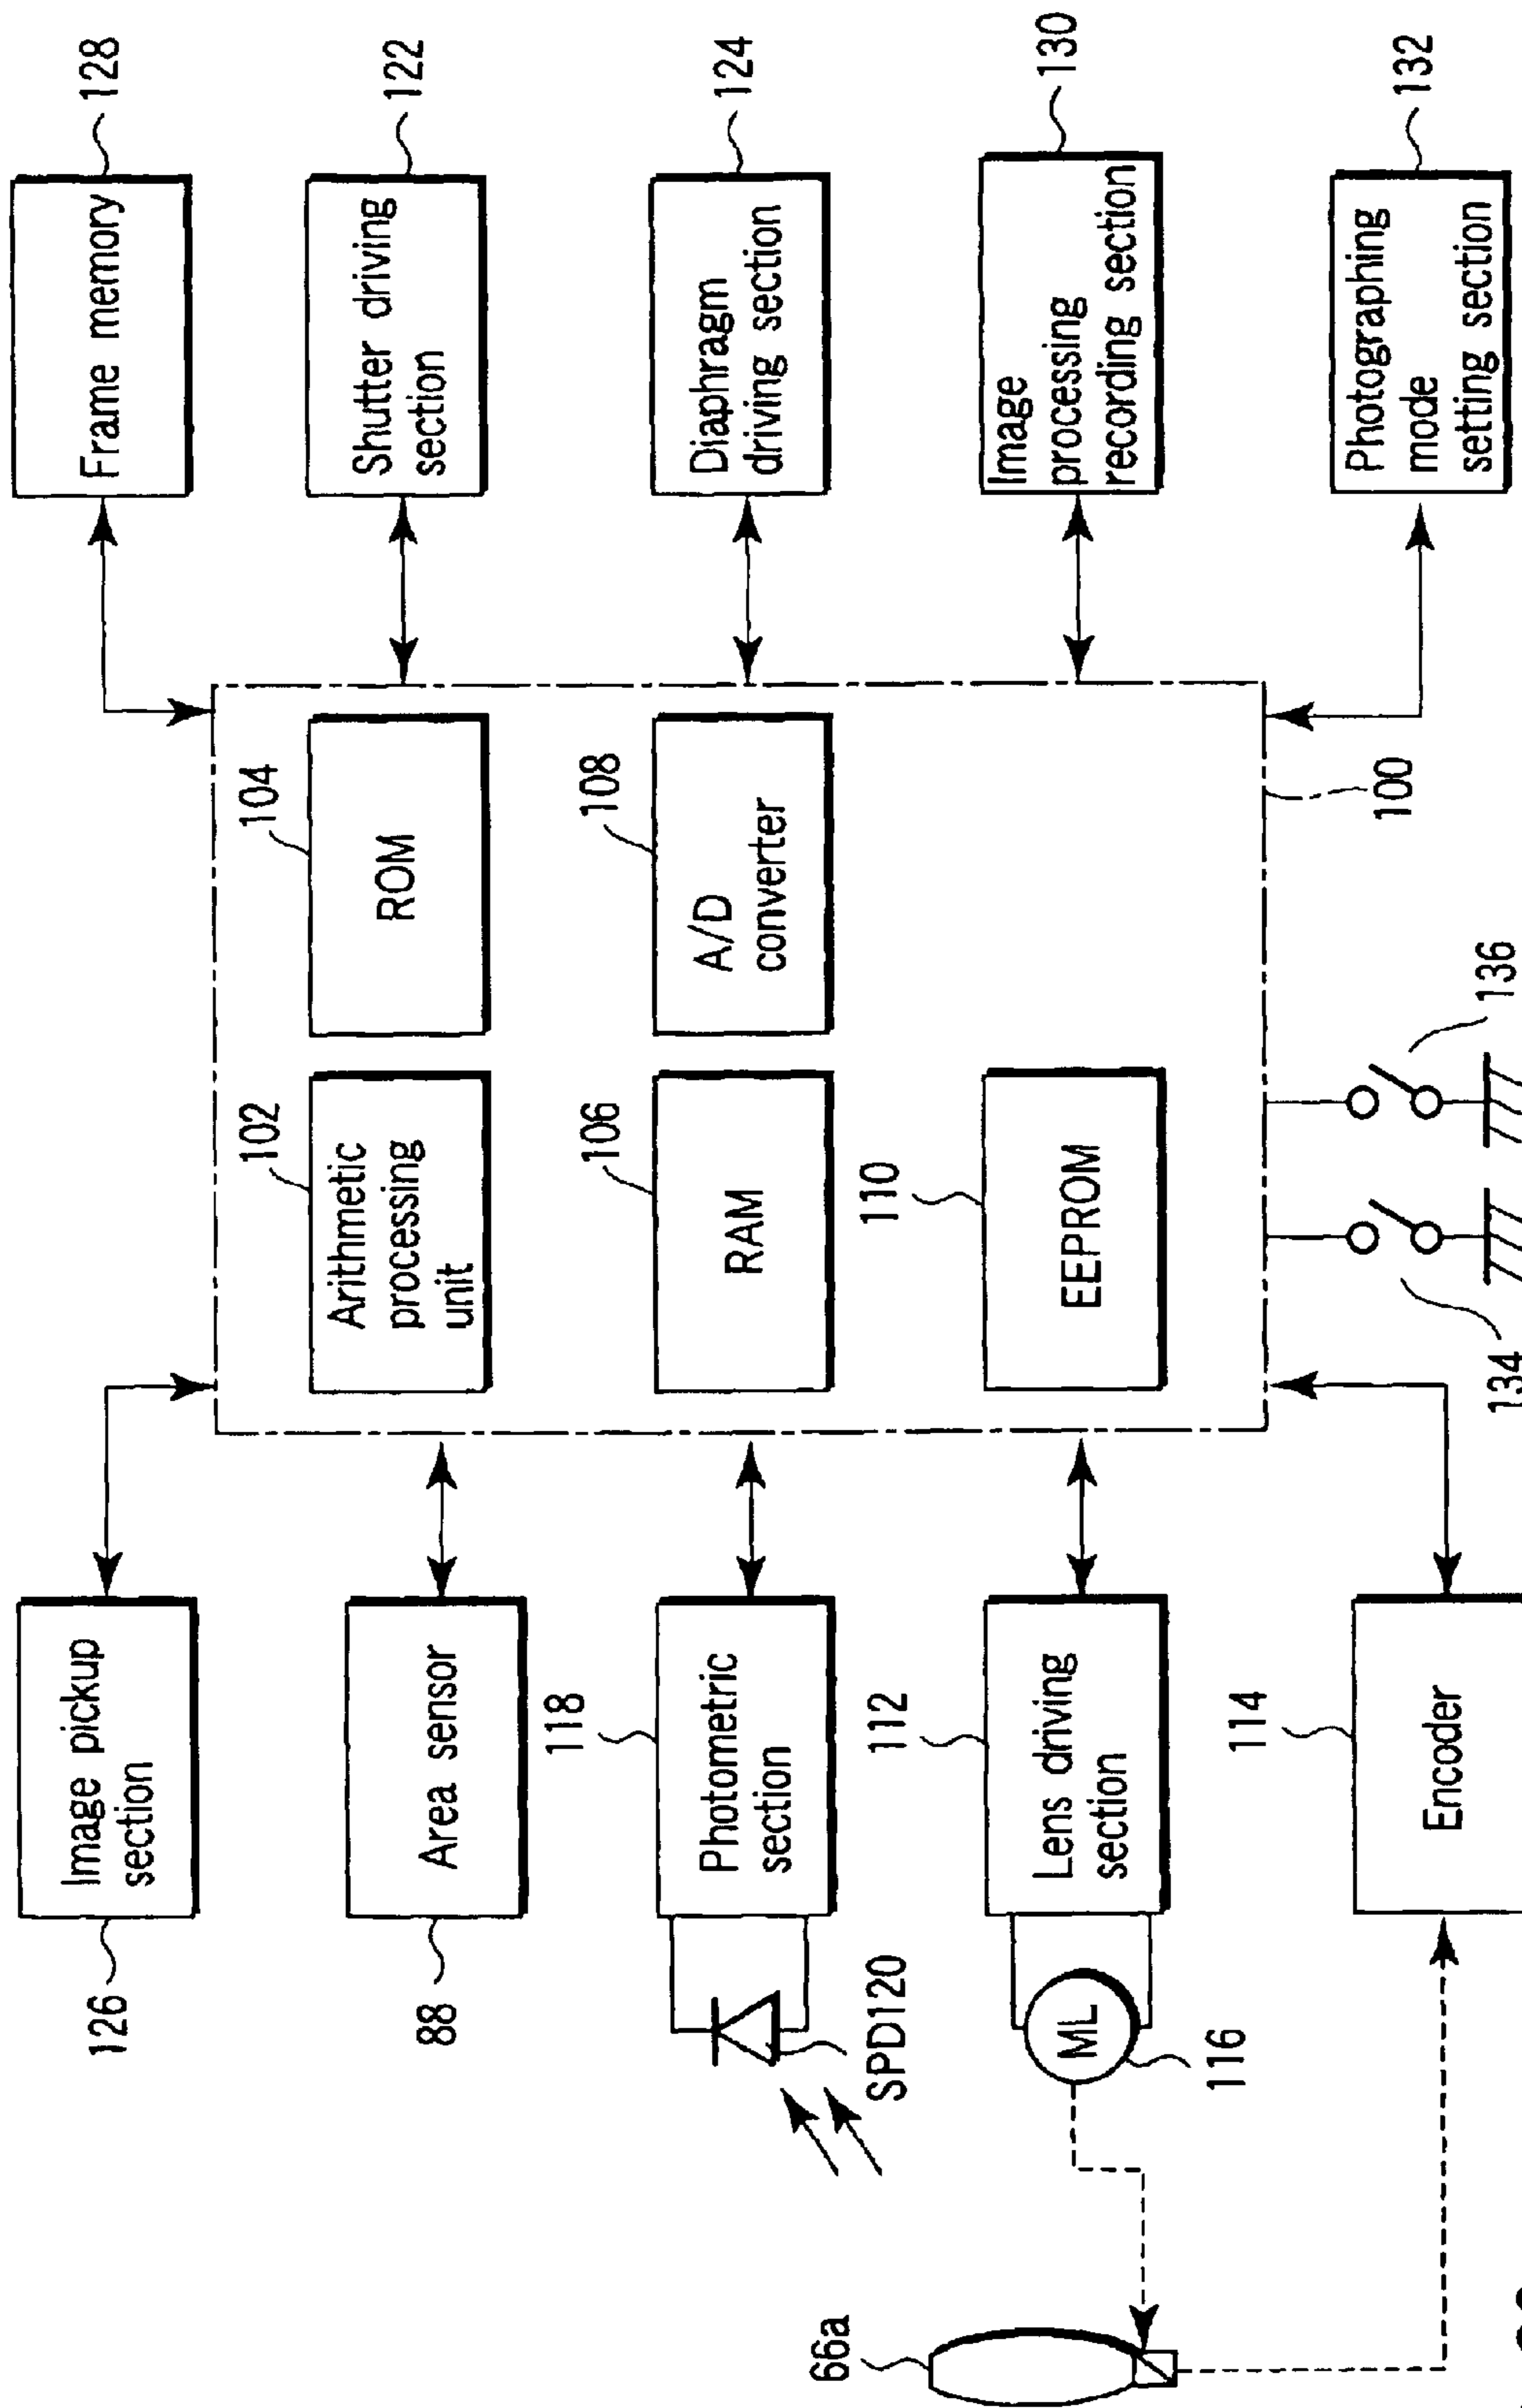 126
Image pickup
section
128
Frame memory
88
Area sensor
102
Arithmetic
processing
unit
104
ROM
122
Shutter driving
section
118
Photometric
section
SPD120
106
RAM
108
A/D
converter
124
Diaphragm
driving section
112
Lens driving
section
ML
116
66a
110
EEPROM
130
Image
processing
recording section
114
Encoder
134
136
100
132
Photographing
mode
setting section